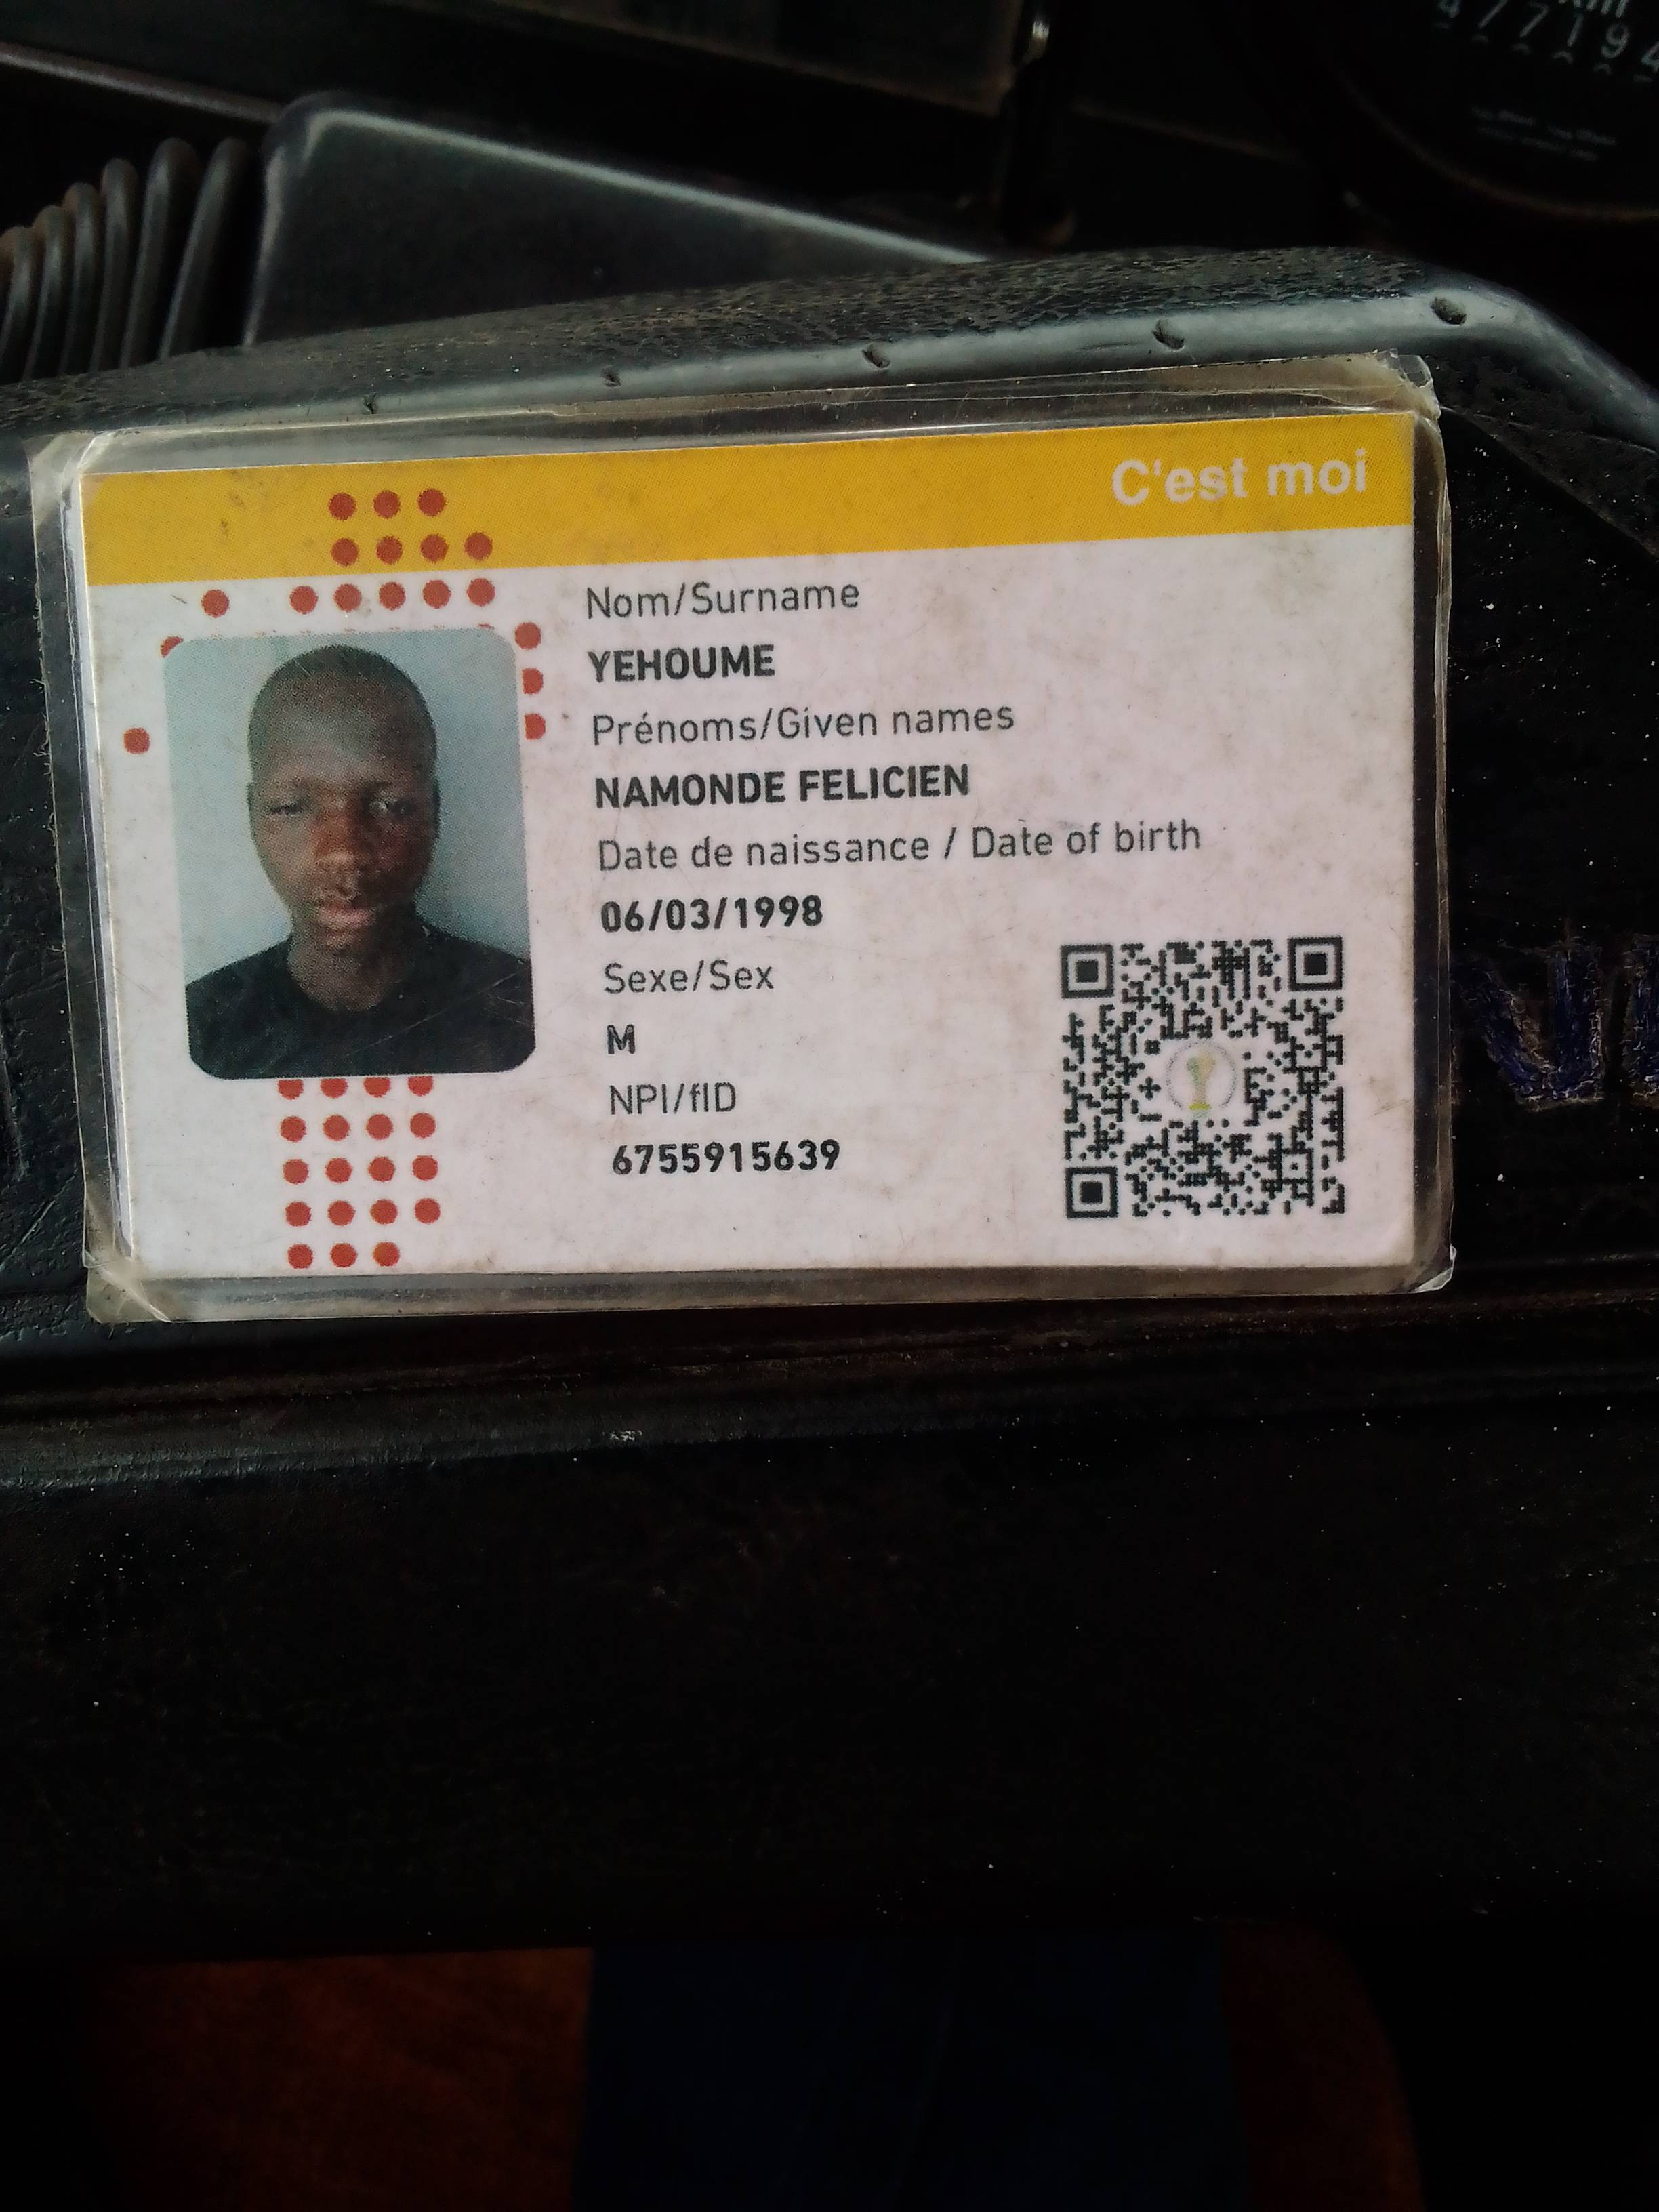 C'est moi
Nom/Surname
YEHOUME
Prénoms/Given names
NAMONDE FELICIEN
Date de naissance / Date of birth
06/03/1998
Sexe/Sex
M
NPI/fID
6755915639